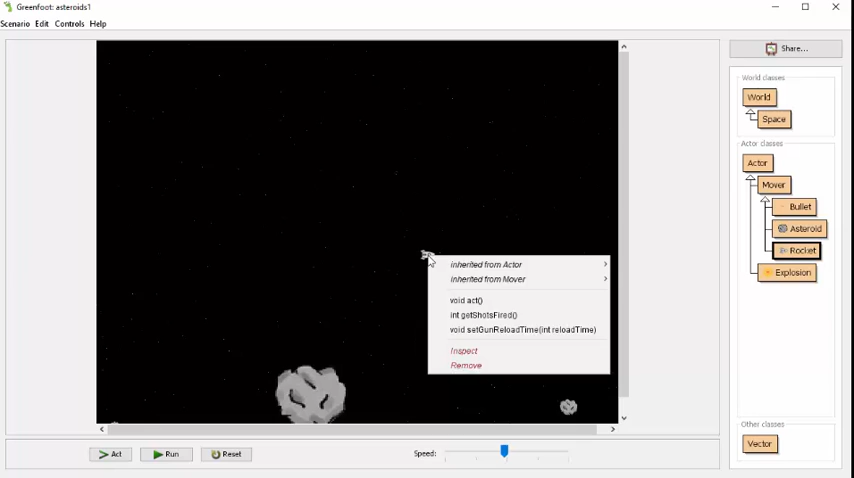 Greenfoot: asteroids1
Scenario Edit Controls Help
Share...
World classes
World
Space
Actor classes
Actor
Mover
Bullet
Asteroid
Rocket
Explosion
inherited from Actor
inherited from Mover
void act()
int getShotsFired()
void setGunReloadTime(int reloadTime)
Inspect
Remove
Other classes
Vector
Act
Run
Reset
Speed: